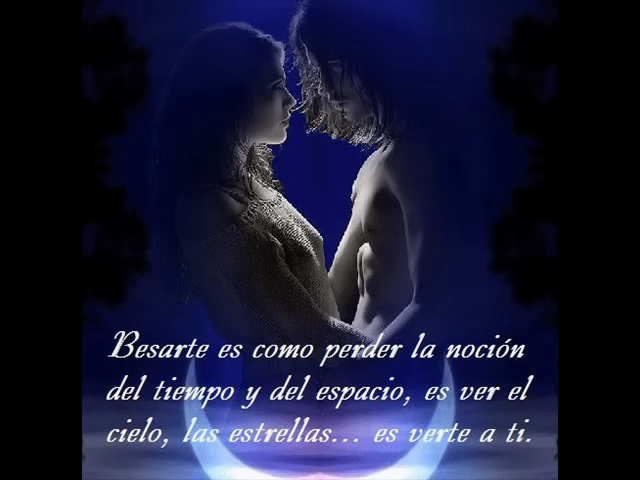 Besarte es como perder la noción
del tiempo y del espacio, es ver el
cielo, las estrellas... es verte a ti.